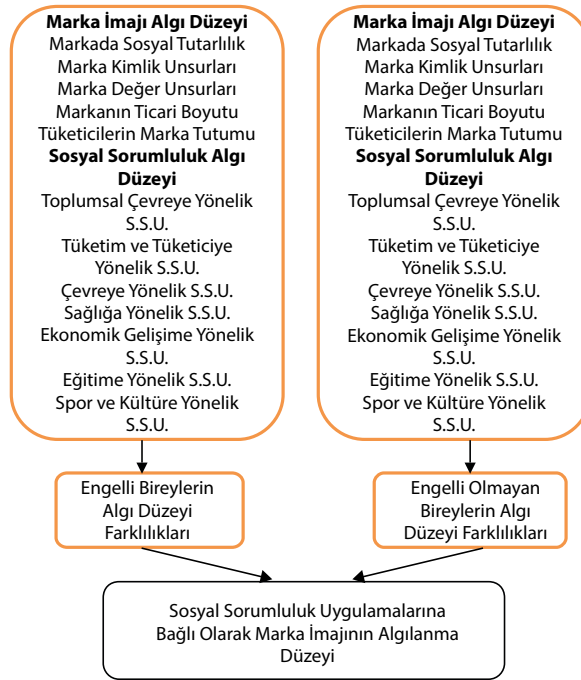 Marka İmajı Algı Düzeyi
Markada Sosyal Tutarlılık
Marka Kimlik Unsurları
Marka Değer Unsurları
Markanın Ticari Boyutu
Tüketicilerin Marka Tutumu
Sosyal Sorumluluk Algı
Düzeyi
Toplumsal Çevreye Yönelik
S.S.U.
Tüketim ve Tüketiciye
Yönelik S.S.U.
Çevreye Yönelik S.S.U.
Sağlığa Yönelik S.S.U.
Ekonomik Gelişime Yönelik
S.S.U.
Eğitime Yönelik S.S.U.
Spor ve Kültüre Yönelik
S.S.U.
Marka İmajı Algı Düzeyi
Markada Sosyal Tutarlılık
Marka Kimlik Unsurları
Marka Değer Unsurları
Markanın Ticari Boyutu
Tüketicilerin Marka Tutumu
Sosyal Sorumluluk Algı
Düzeyi
Toplumsal Çevreye Yönelik
S.S.U.
Tüketim ve Tüketiciye
Yönelik S.S.U.
Çevreye Yönelik S.S.U.
Sağlığa Yönelik S.S.U.
Ekonomik Gelişime Yönelik
S.S.U.
Eğitime Yönelik S.S.U.
Spor ve Kültüre Yönelik
S.S.U.
Engelli Bireylerin
Algı Düzeyi
Farklılıkları
Engelli Olmayan
Bireylerin Algı
Düzeyi Farklılıkları
Sosyal Sorumluluk Uygulamalarına
Bağlı Olarak Marka İmajının Algılanma
Düzeyi